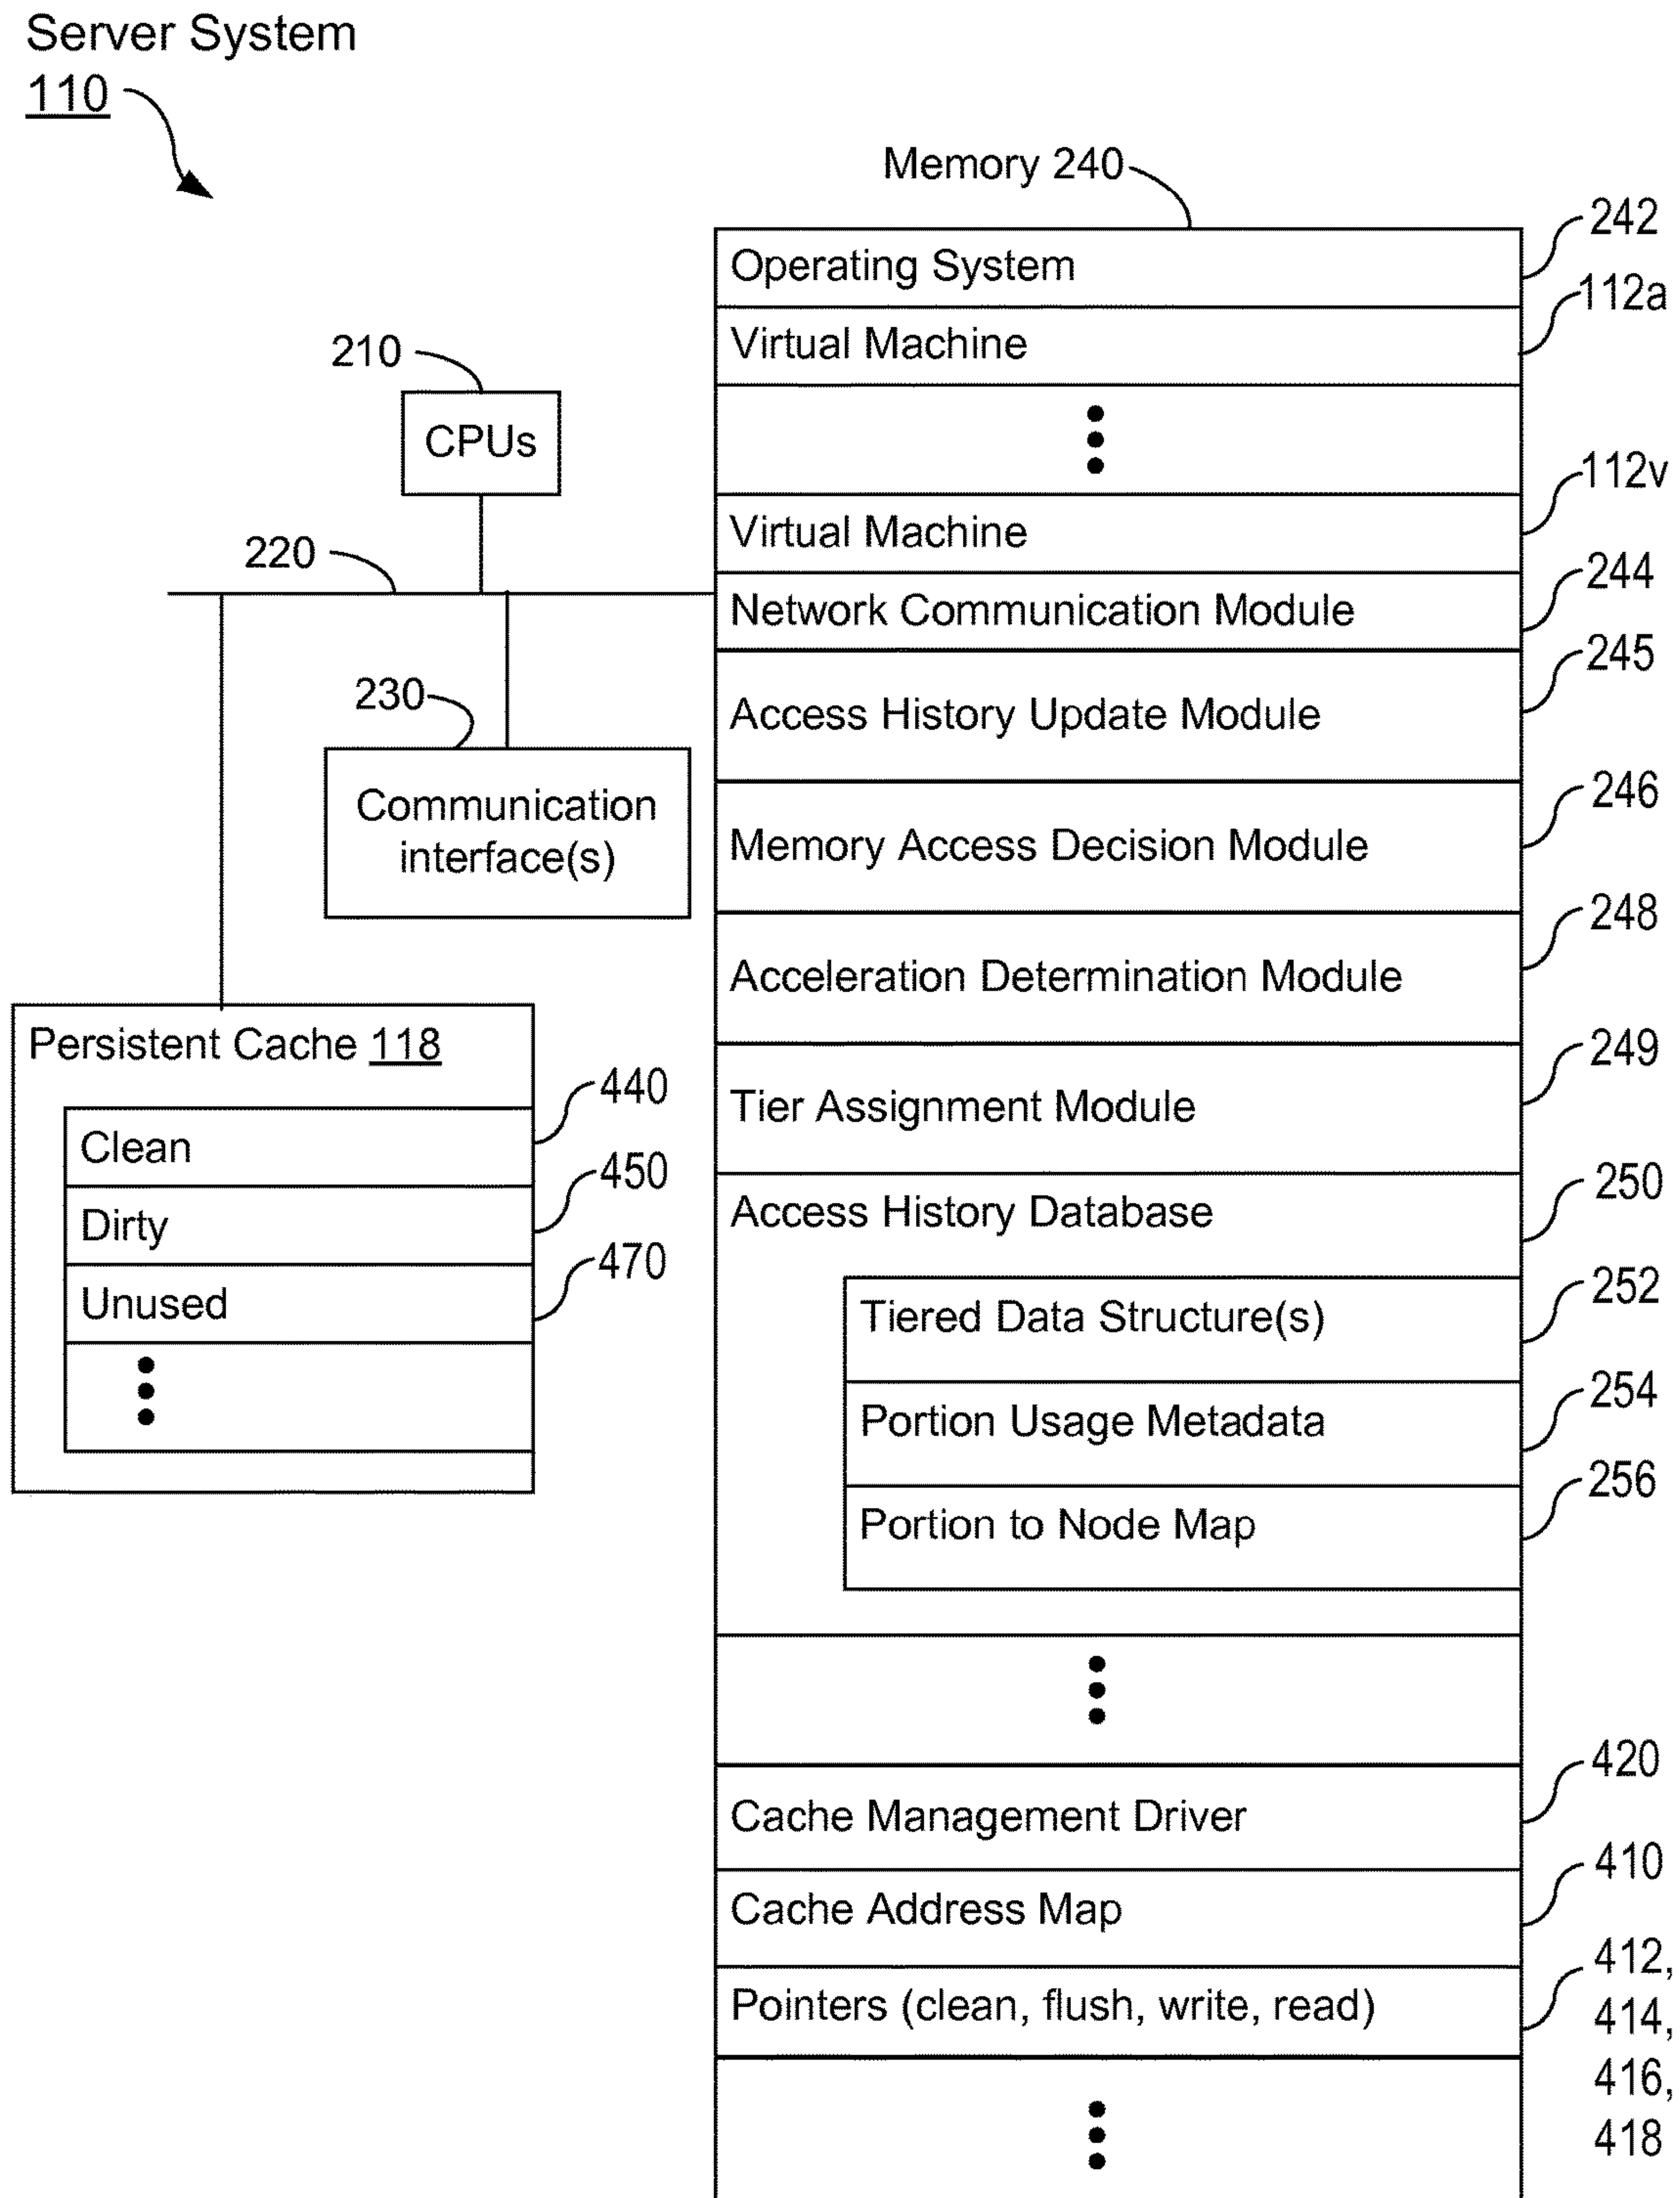 Server System
110
Memory 240
242
Operating System
112a
Virtual Machine
210
CPUs
112v
Virtual Machine
220
244
Network Communication Module
245
230
Access History Update Module
Communication
interface(s)
246
Memory Access Decision Module
248
Acceleration Determination Module
Persistent Cache 118
249
440
Tier Assignment Module
Clean
450
250
Dirty
Access History Database
470
252
Unused
Tiered Data Structure(s)
254
Portion Usage Metadata
256
Portion to Node Map
420
Cache Management Driver
410
Cache Address Map
412,
Pointers (clean, flush, write, read)
414,
416,
418